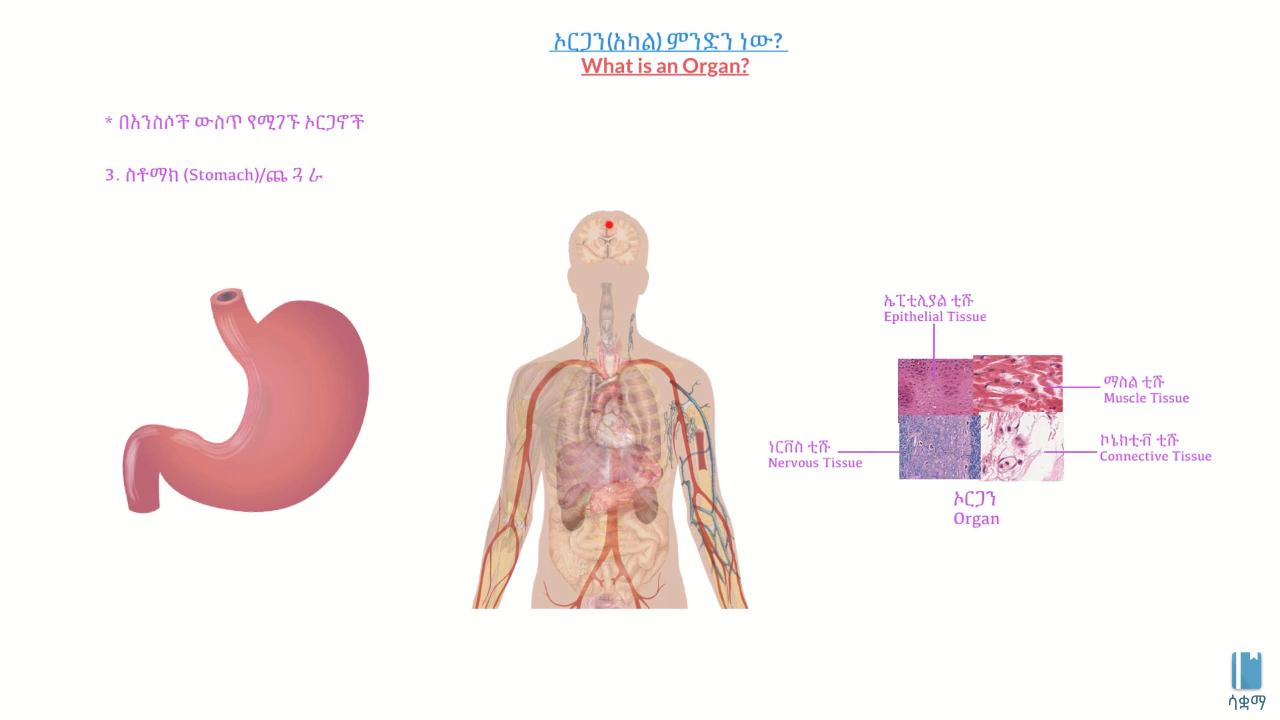 ኦርጋን(አካል) ምንድን ነው?
What is an Organ?
* በእንስሶች ውስጥ የሚገኙ ኦርጋኖች
3. ስቶማክ (Stomach)/ጨ ጓ ራ
ኤፒቲሊያል ቲሹ
Epithelial Tissue
ማስል ቲሹ
Muscle Tissue
ነርቨስ ቲሹ
Nervous Tissue
ኮኔክቲቭ ቲሹ
Connective Tissue
ኦርጋን
Organ
ሳቋማ